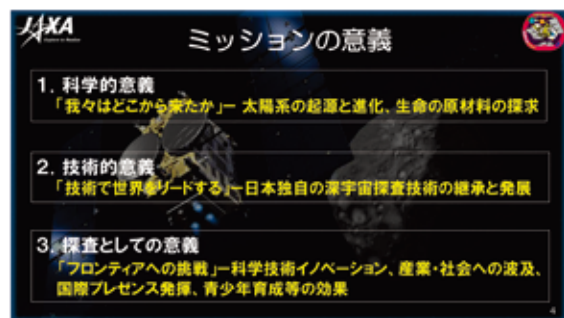 JAXA
ミッションの意義
1. 科学的意義
「我々はどこから来たか」ー 太陽系の起源と進化、生命の原材料の探求
2. 技術的意義
「技術で世界をリードする」ー日本独自の深宇宙探査技術の継承と発展
3. 探査としての意義
「フロンティアへの挑戦」ー科学技術イノベーション、産業・社会への波及、
国際プレゼンス発揮、青少年育成等の効果
4